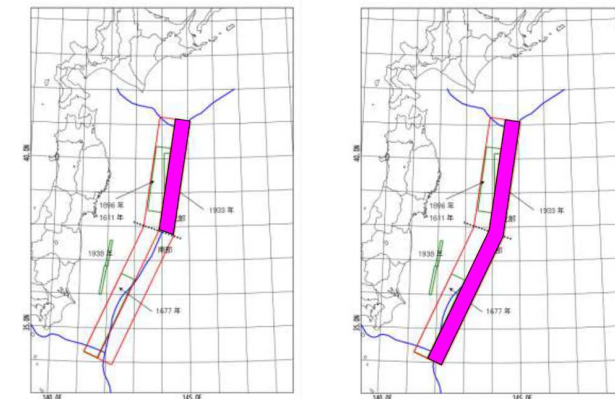 40.0N
1896 年
1611 年
1933 年
部
1938 年
南部
1677 年
35.0N
140.0E
145.0E
40.0N
1896 年
1611 年
1933 年
部
1938 年
部
1677 年
35.0N
140.0E
145.0E